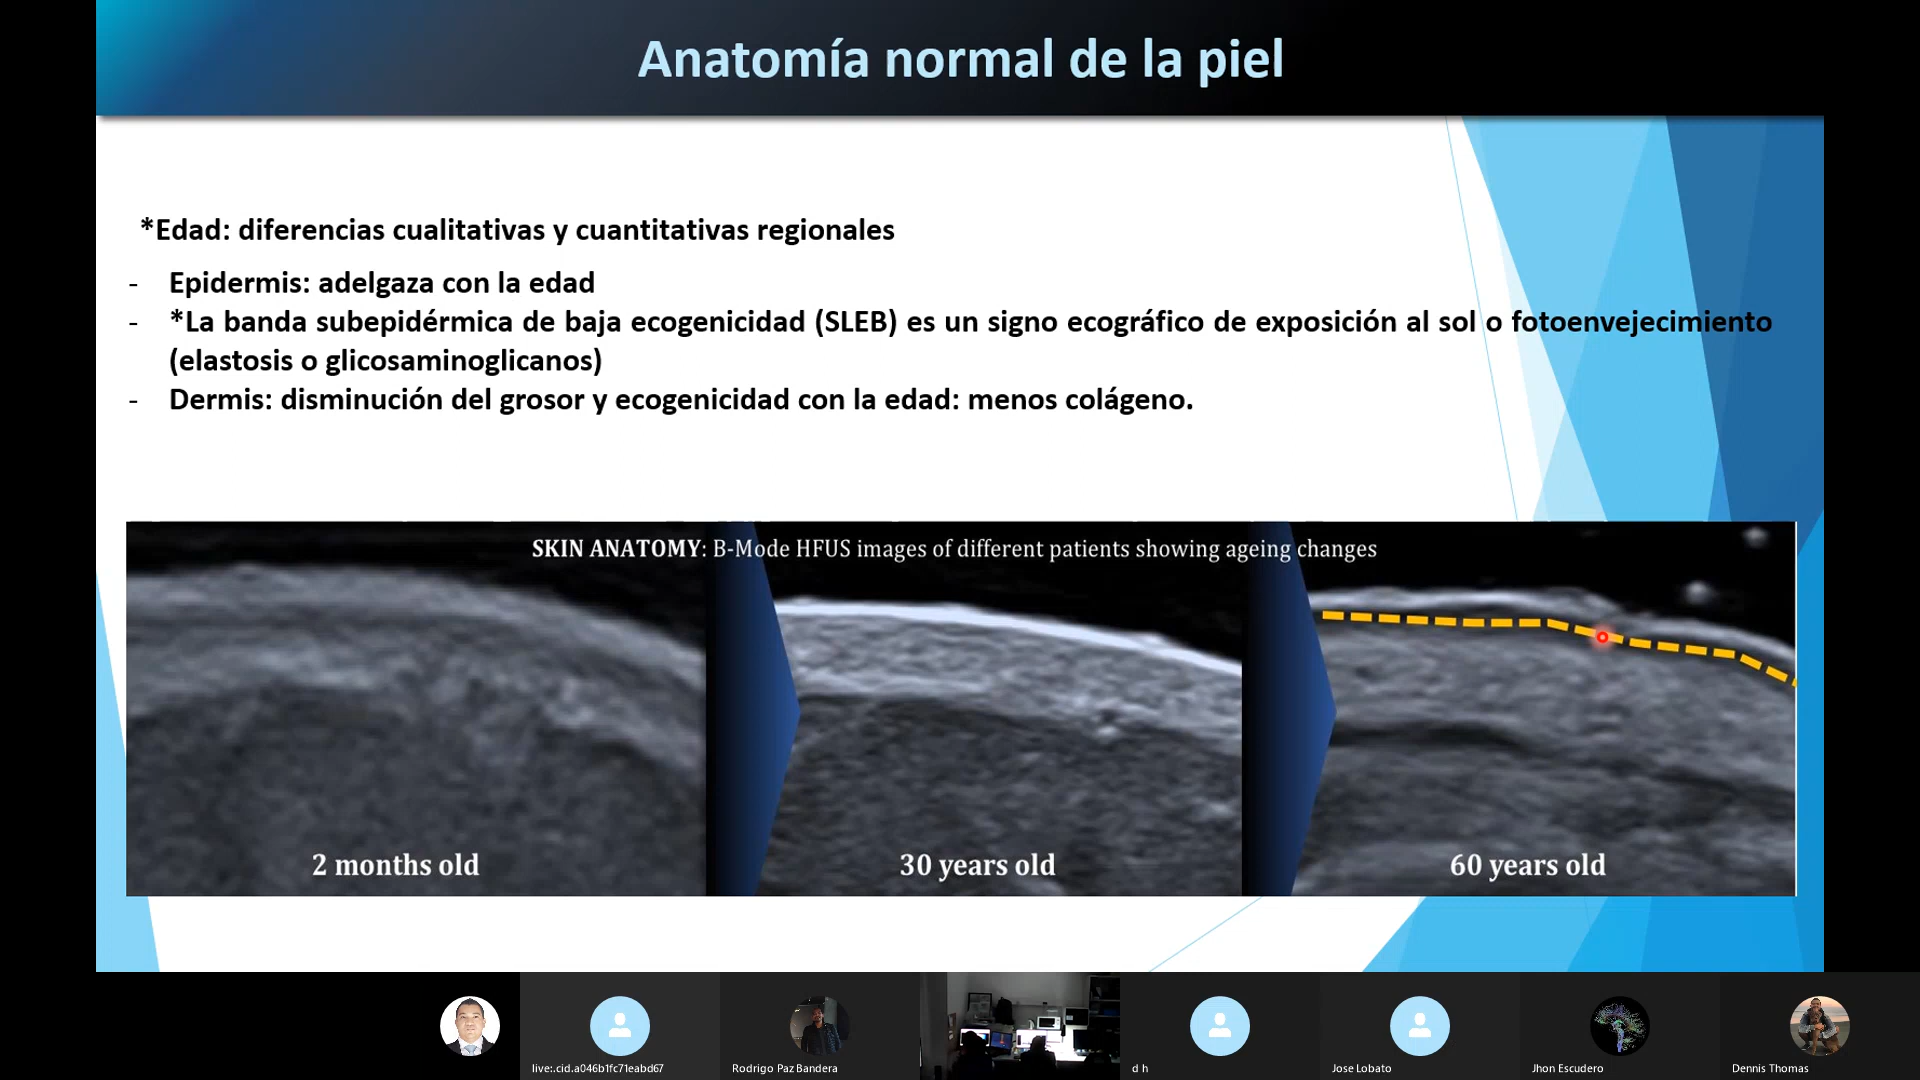 Anatomía normal de la piel
*Edad: diferencias cualitativas y cuantitativas regionales
- Epidermis: adelgaza con la edad
- *La banda subepidérmica de baja ecogenicidad (SLEB) es un signo ecográfico de exposición al sol o fotoenvejecimiento
(elastosis o glicosaminoglicanos)
- Dermis: disminución del grosor y ecogenicidad con la edad: menos colágeno.
SKIN ANATOMY: B-Mode HFUS images of different patients showing ageing changes
2 months old
30 years old
60 years old
live:.cid.a046b1fc71eabd67
Rodrigo Paz Bandera
d h
Jose Lobato
Jhon Escudero
Dennis Thomas